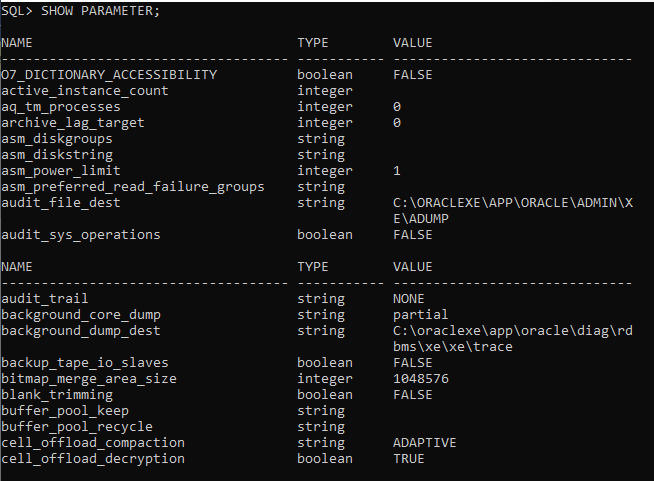 SQL> SHOW PARAMETER;
NAME TYPE VALUE
------------------------------------ ----------- ------------------------------
O7_DICTIONARY_ACCESSIBILITY boolean FALSE
active_instance_count integer
aq_tm_processes integer 0
archive_lag_target integer 0
asm_diskgroups string
asm_diskstring string
asm_power_limit integer 1
asm_preferred_read_failure_groups string
audit_file_dest string C:\ORACLEXE\APP\ORACLE\ADMIN\X
E\ADUMP
audit_sys_operations boolean FALSE
NAME TYPE VALUE
------------------------------------ ----------- ------------------------------
audit_trail string NONE
background_core_dump string partial
background_dump_dest string C:\oraclexe\app\oracle\diag\rd
bms\xe\xe\trace
backup_tape_io_slaves boolean FALSE
bitmap_merge_area_size integer 1048576
blank_trimming boolean FALSE
buffer_pool_keep string
buffer_pool_recycle string
cell_offload_compaction string ADAPTIVE
cell_offload_decryption boolean TRUE